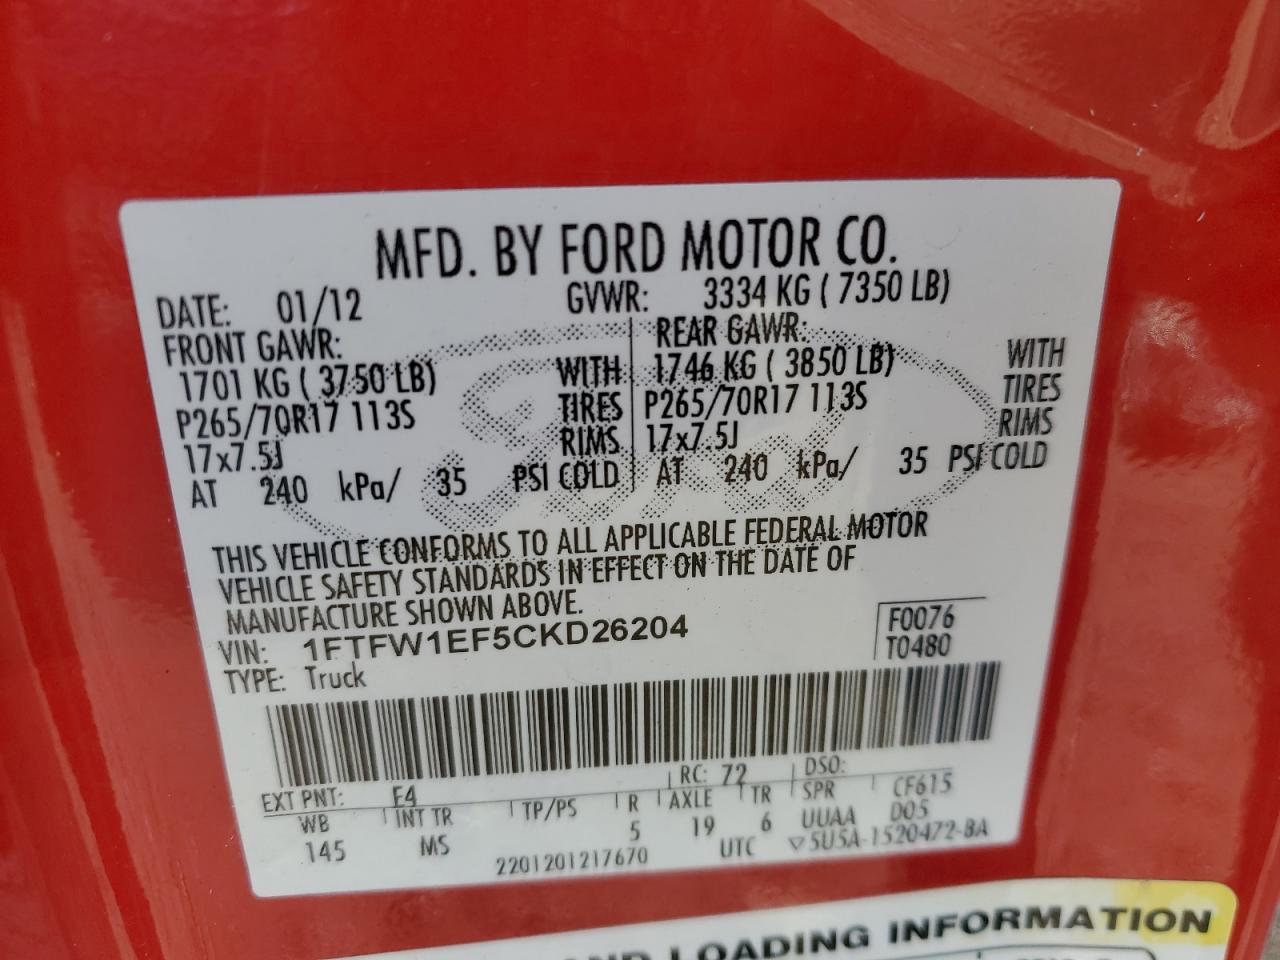 MFD. BY FORD MOTOR CO.
DATE: 01/12 GVWR: 3334 KG ( 7350 LB)
FRONT GAWR: REAR GAWR:
1701 KG ( 3750 LB) WITH 1746 KG ( 3850 LB) WITH
P265/70R17 113S TIRES P265/70R17 113S TIRES
17x7.5J RIMS 17x7.5J RIMS
AT 240 kPa/ 35 PSI COLD AT 240 kPa/ 35 PSI COLD
THIS VEHICLE CONFORMS TO ALL APPLICABLE FEDERAL MOTOR
VEHICLE SAFETY STANDARDS IN EFFECT ON THE DATE OF
MANUFACTURE SHOWN ABOVE.
VIN: 1FTFW1EF5CKD26204 F0076
TYPE: Truck T0480
EXT PNT: E4 RC: 72 DSO:
WB INT TR TP/PS R AXLE TR SPR CF615
145 MS 5 19 6 UUAA D05
2201201217670 UTC ▽5U5A-1520472-BA
AND LOADING INFORMATION